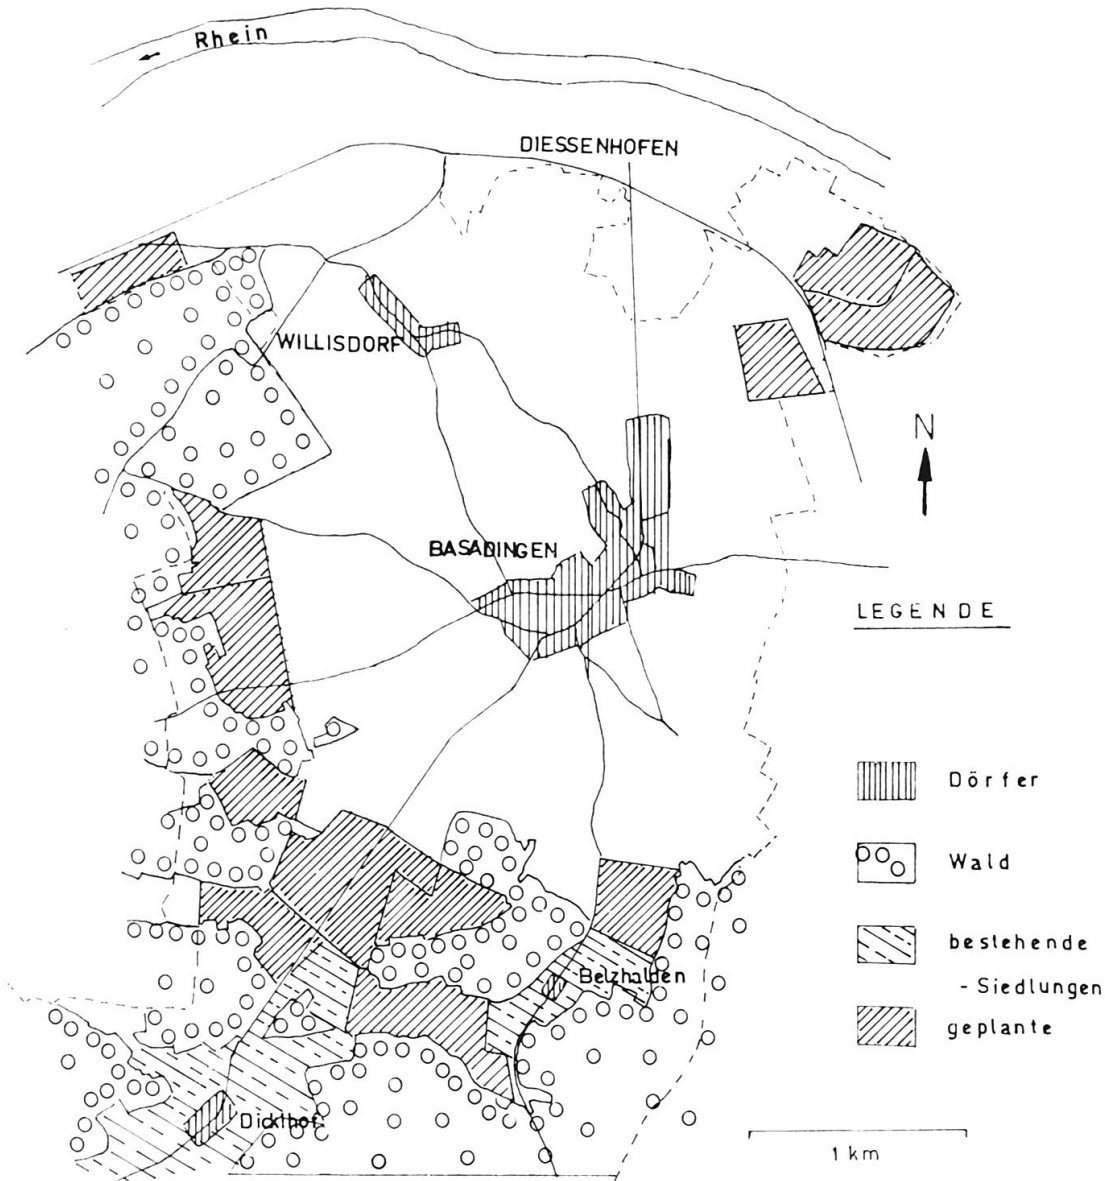 Rhein
DIESSENHOFEN
WILLISDORF
BASADINGEN
N
LEGENDE
Dörfer
Wald
bestehende
- Siedlungen
geplante
Belzhalden
Dickihof
1 km